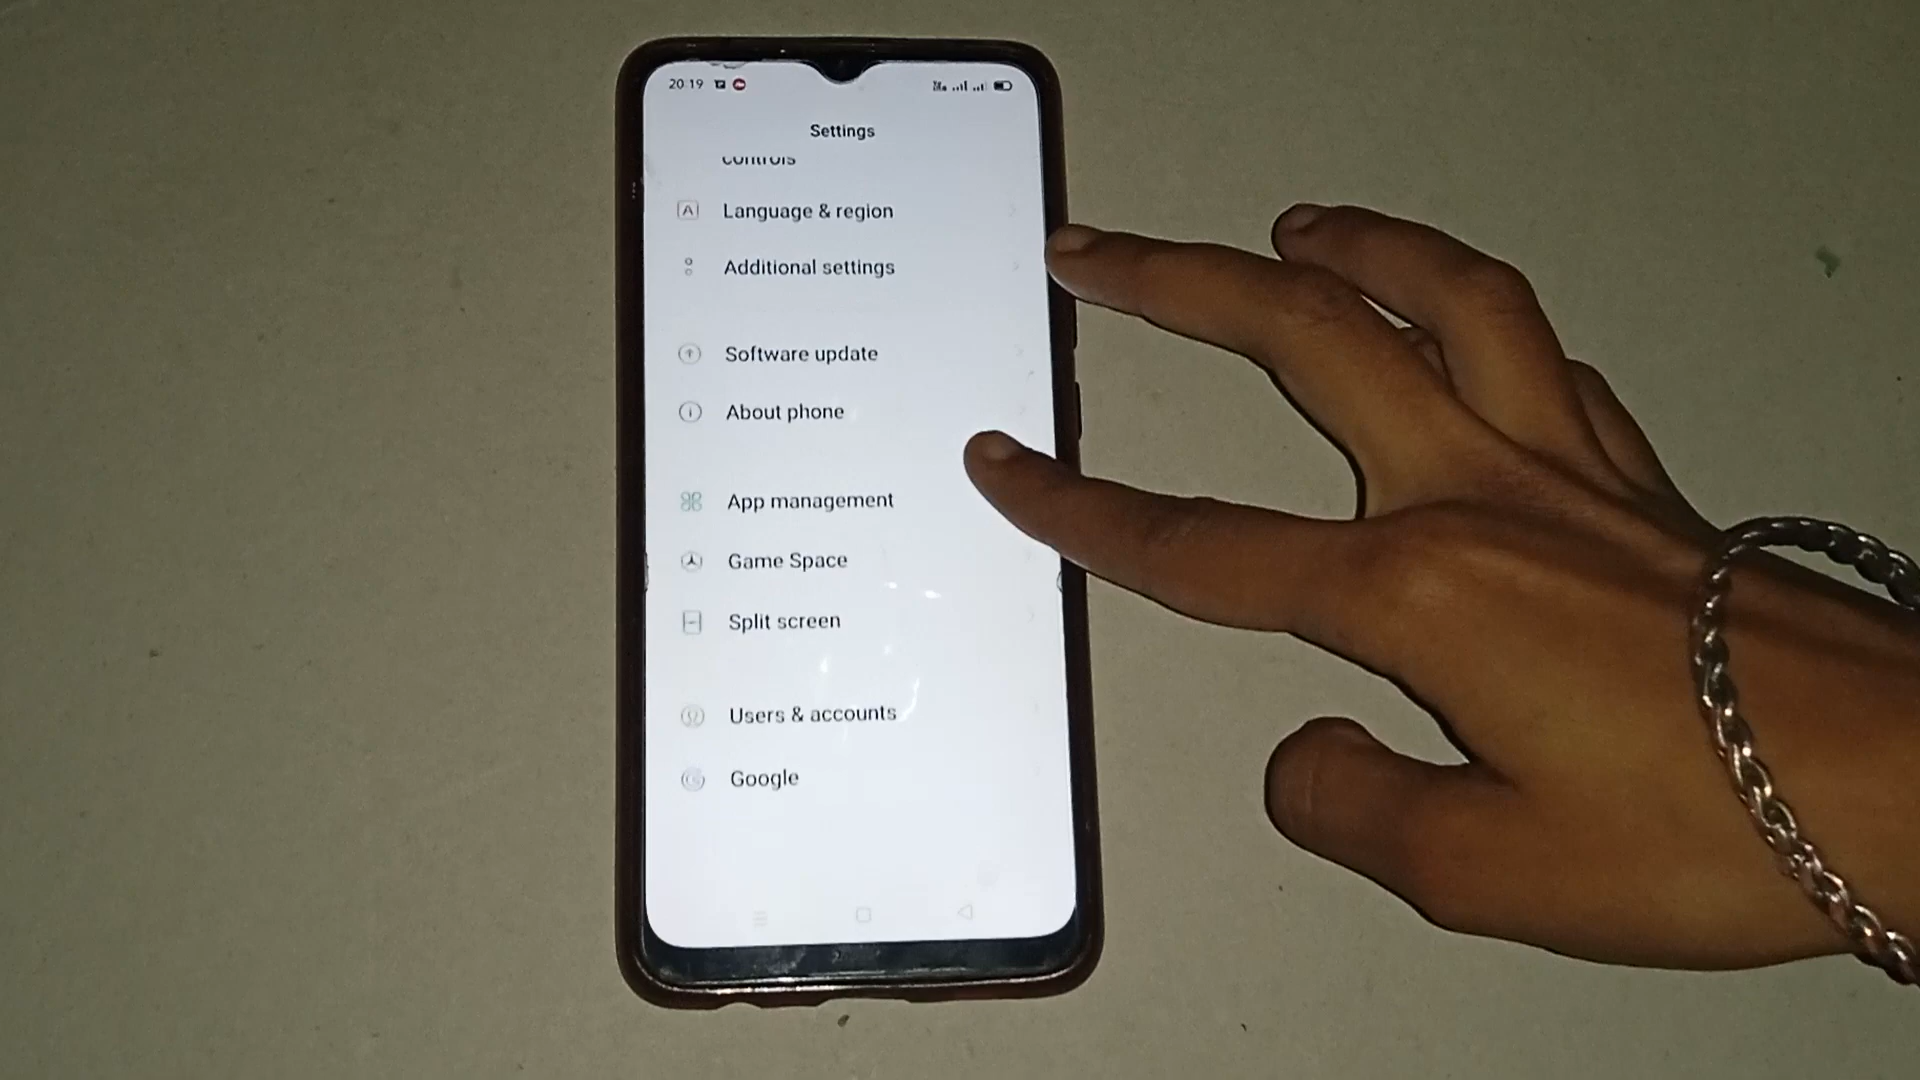 20:19
Settings
controls
Language & region
Additional settings
Software update
About phone
App management
Game Space
Split screen
Users & accounts
Google